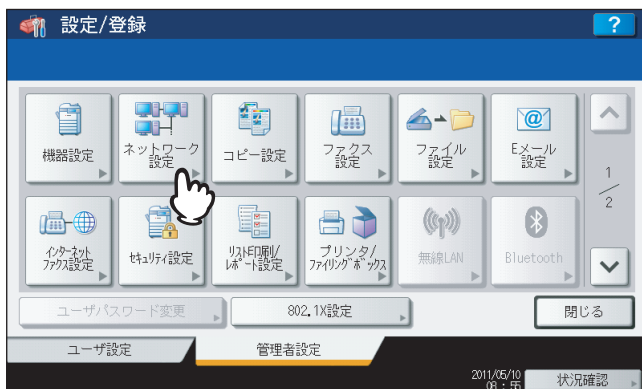 設定/登録
?
機器設定
ネットワーク
設定
コピー設定
ファクス
設定
ファイル
設定
@
Eメール
設定
1
2
インターネット
ファクス設定
セキュリティ設定
リスト印刷/
レポート設定
プリンタ/
ファイリングボックス
無線LAN
Bluetooth
ユーザパスワード変更
802.1X設定
閉じる
ユーザ設定
管理者設定
2011/05/10
08:55
状況確認